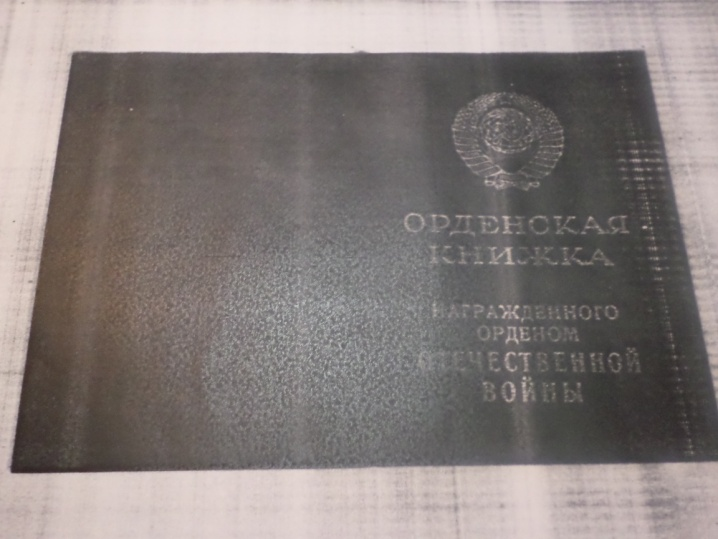 ОРДЕНСКАЯ
КНИЖКА
НАГРАЖДЕННОГО
ОРДЕНОМ
ОТЕЧЕСТВЕННОЙ
ВОЙНЫ